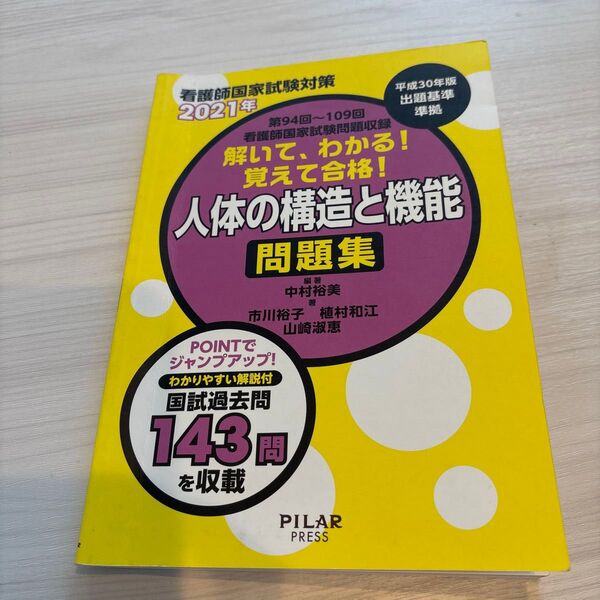 看護師国家試験対策
2021年
平成30年版
出題基準
準拠
第94回〜109回
看護師国家試験問題収録
解いて、わかる!
覚えて合格!
人体の構造と機能
問題集
編著
中村裕美
著
市川裕子 植村和江
山崎淑恵
POINTで
ジャンプアップ!
わかりやすい解説付
国試過去問
143問
を収載
PILAR
PRESS